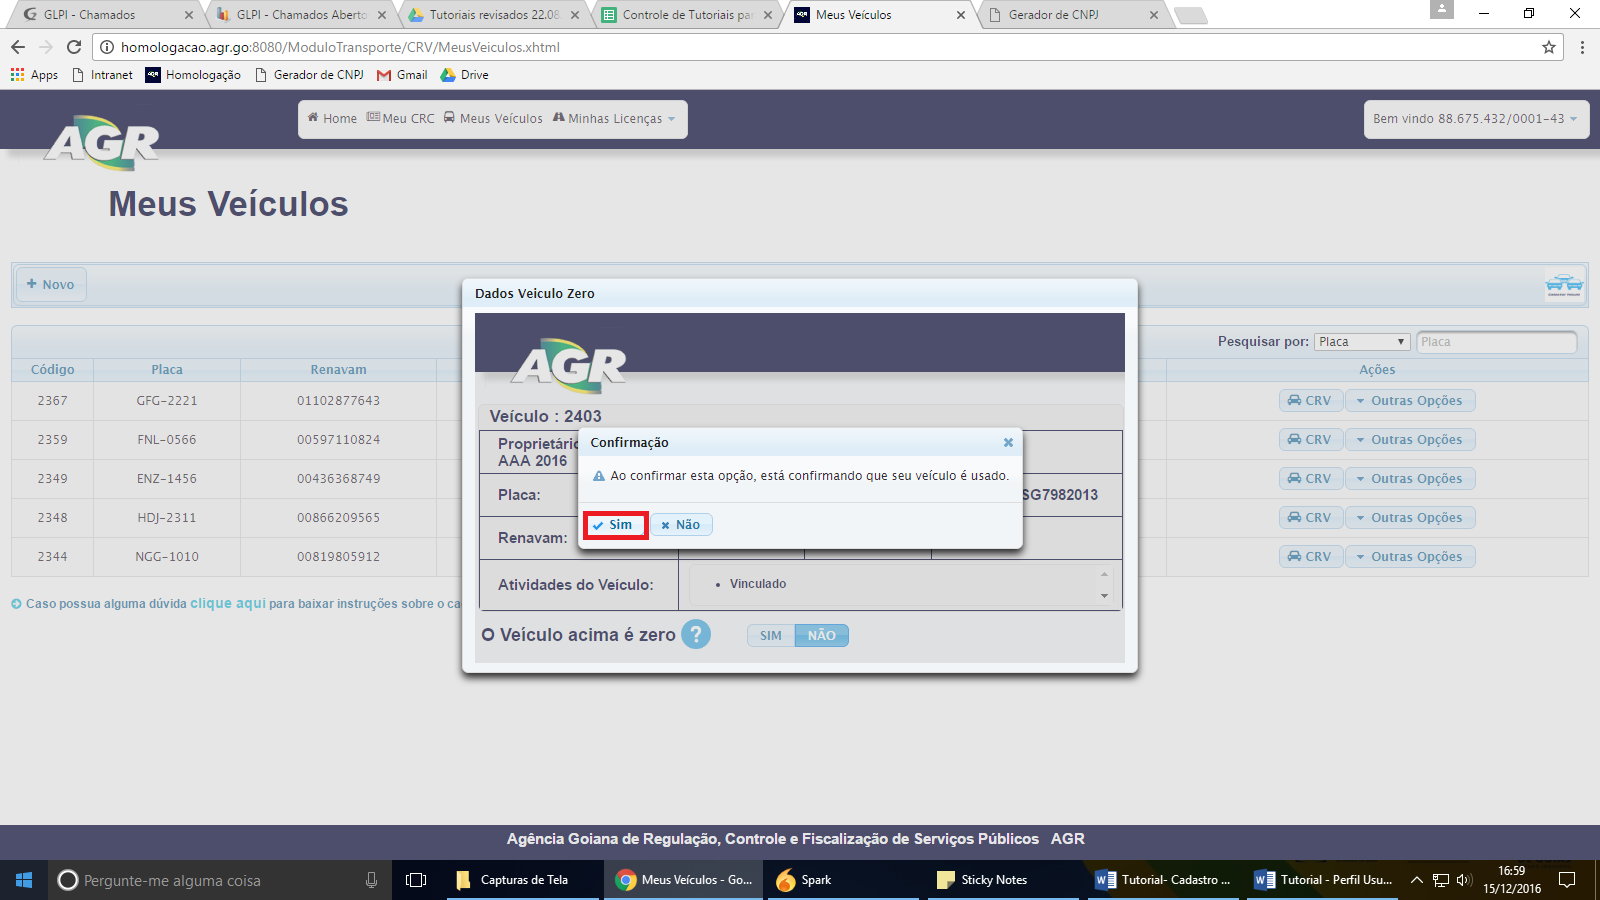 GLPI - Chamados
GLPI - Chamados Aberto
Tutoriais revisados 22.08
Controle de Tutoriais par
Meus Veículos
Gerador de CNPJ
homologacao.agr.go:8080/ModuloTransporte/CRV/MeusVeiculos.xhtml
Apps
Intranet
Homologação
Gerador de CNPJ
Gmail
Drive
AGR
Home
Meu CRC
Meus Veículos
Minhas Licenças
Bem vindo 88.675.432/0001-43
Meus Veículos
Novo
Pesquisar por: Placa
Placa
Código Placa Renavam Ações
2367 GFG-2221 01102877643 CRV Outras Opções
2359 FNL-0566 00597110824 CRV Outras Opções
2349 ENZ-1456 00436368749 CRV Outras Opções
2348 HDJ-2311 00866209565 CRV Outras Opções
2344 NGG-1010 00819805912 CRV Outras Opções
Caso possua alguma dúvida clique aqui para baixar instruções sobre o ca
Dados Veiculo Zero
AGR
Veículo : 2403
Proprietário
AAA 2016
Placa:
SG7982013
Renavam:
Atividades do Veículo:
Vinculado
O Veículo acima é zero ?
SIM NÃO
Confirmação
Ao confirmar esta opção, está confirmando que seu veículo é usado.
Sim
Não
Agência Goiana de Regulação, Controle e Fiscalização de Serviços Públicos AGR
Pergunte-me alguma coisa
Capturas de Tela
Meus Veículos - Go...
Spark
Sticky Notes
Tutorial- Cadastro ...
Tutorial - Perfil Usu...
16:59
15/12/2016